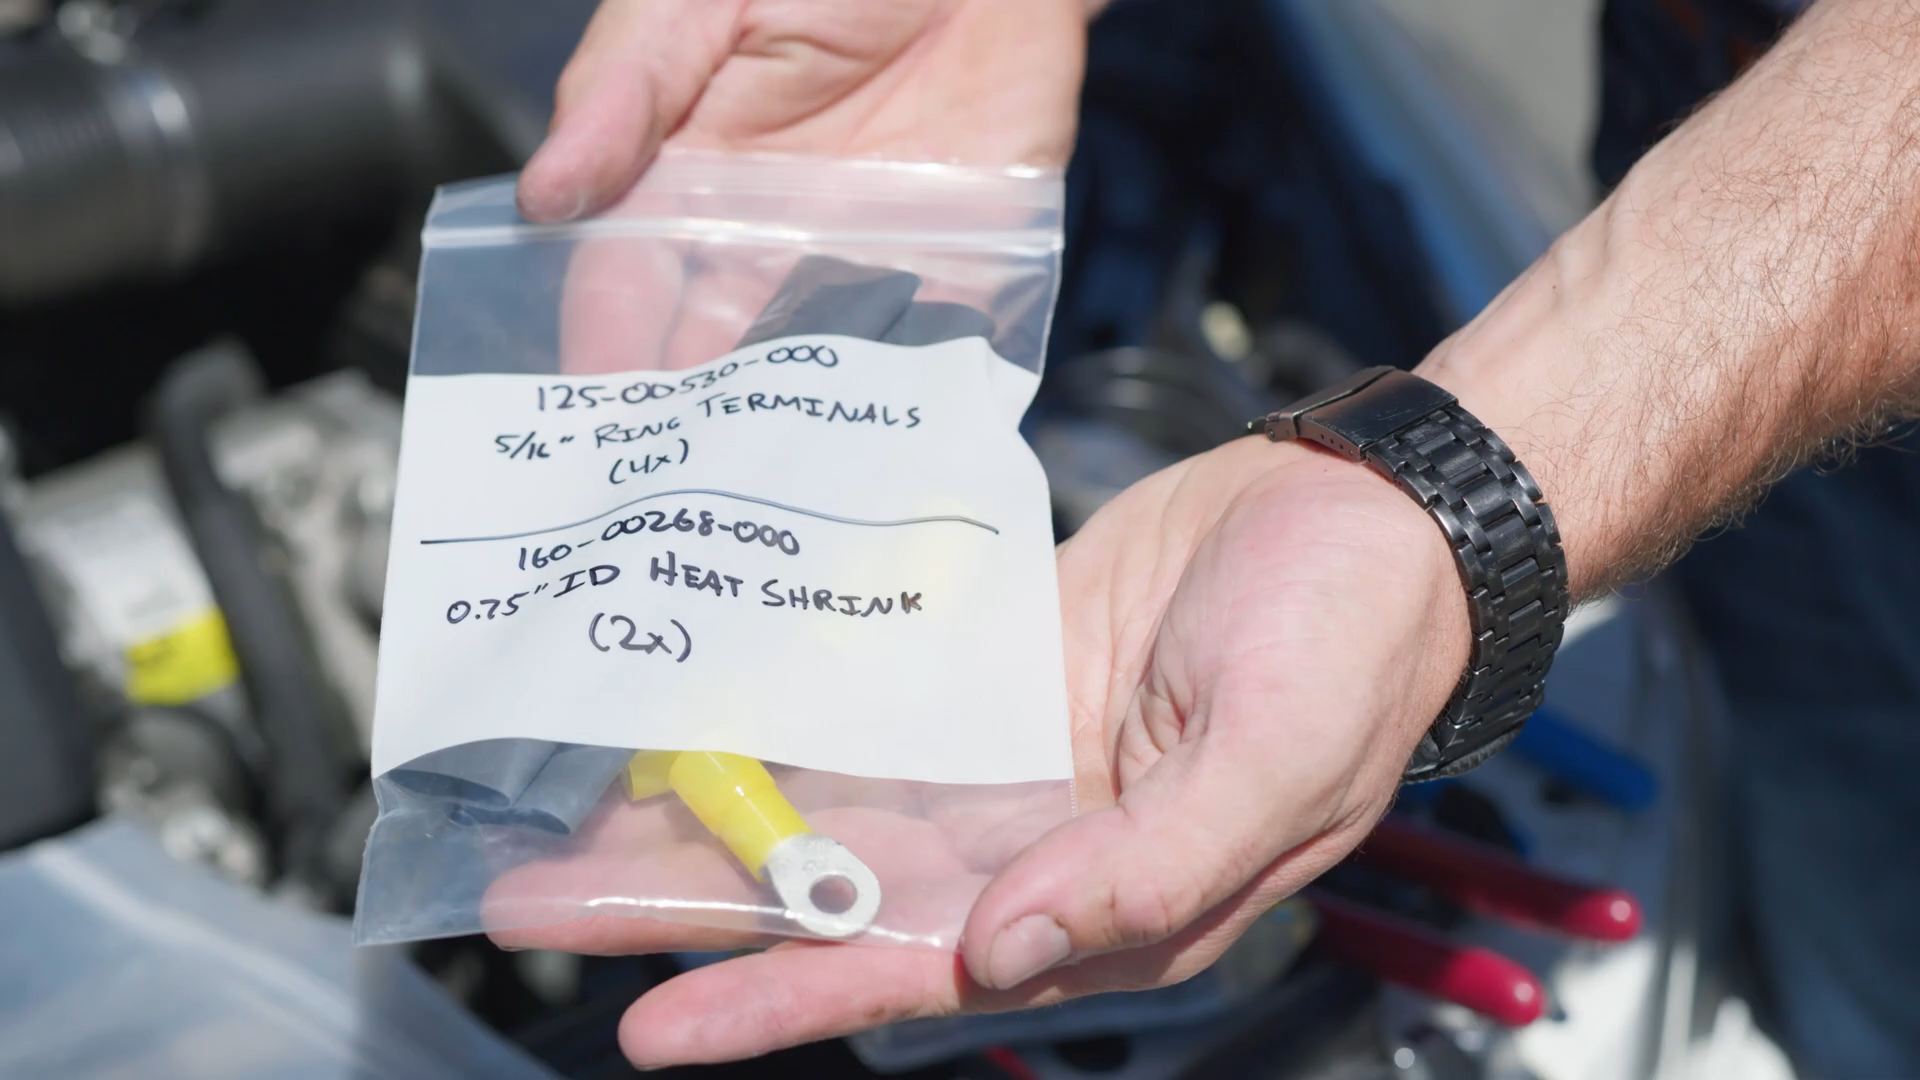 125-00530-000
5/16" RING TERMINALS
(4x)
160-00268-000
0.75" ID HEAT SHRINK
(2x)